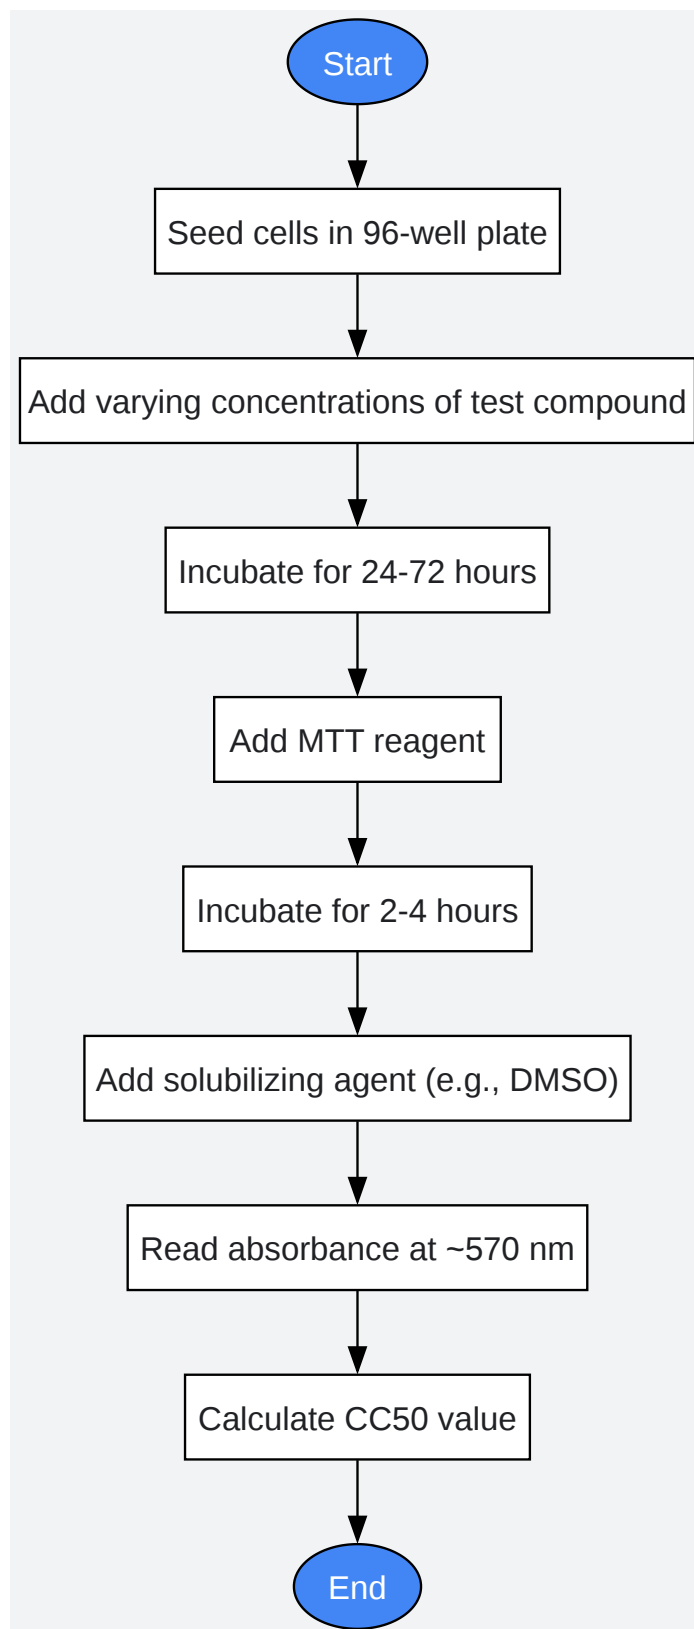 Start
Seed cells in 96-well plate
Add varying concentrations of test compound
Incubate for 24-72 hours
Add MTT reagent
Incubate for 2-4 hours
Add solubilizing agent (e.g., DMSO)
Read absorbance at ~570 nm
Calculate CC50 value
End